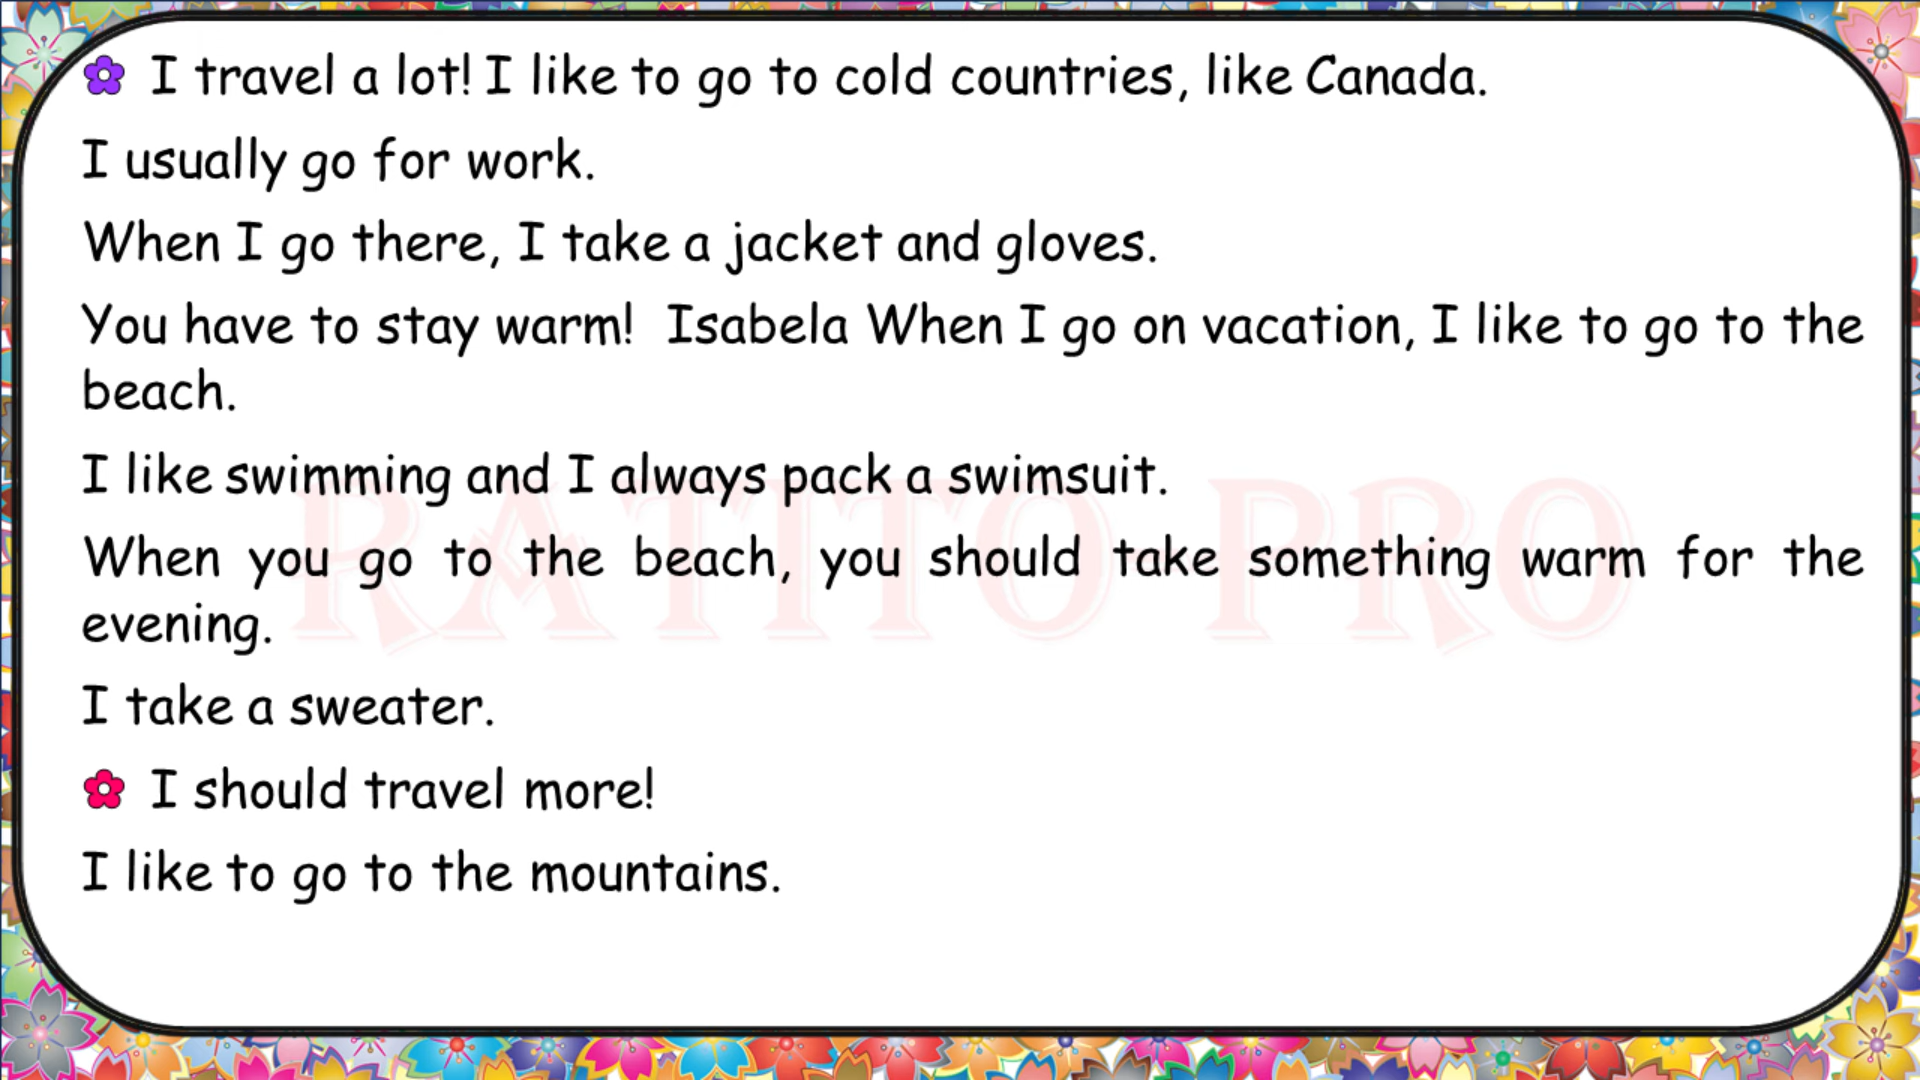 I travel a lot! I like to go to cold countries, like Canada.
I usually go for work.
When I go there, I take a jacket and gloves.
You have to stay warm!  Isabela When I go on vacation, I like to go to the
beach.
I like swimming and I always pack a swimsuit.
When you go to the beach, you should take something warm for the
evening.
RATITO PRO
I take a sweater.
I should travel more!
I like to go to the mountains.